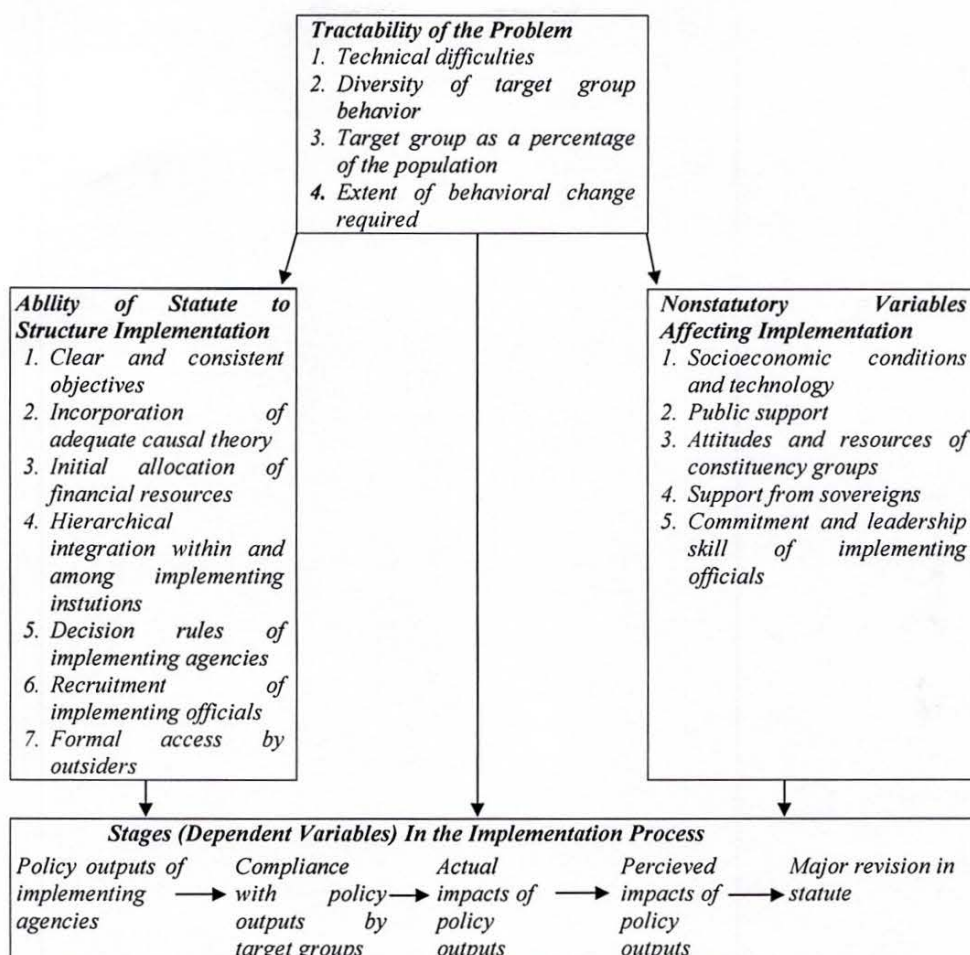 Tractability of the Problem
1. Technical difficulties
2. Diversity of target group
behavior
3. Target group as a percentage
of the population
4. Extent of behavioral change
required
Ability of Statute to
Structure Implementation
1. Clear and consistent
objectives
2. Incorporation of
adequate causal theory
3. Initial allocation of
financial resources
4. Hierarchical
integration within and
among implementing
instutions
5. Decision rules of
implementing agencies
6. Recruitment of
implementing officials
7. Formal access by
outsiders
Nonstatutory Variables
Affecting Implementation
1. Socioeconomic conditions
and technology
2. Public support
3. Attitudes and resources of
constituency groups
4. Support from sovereigns
5. Commitment and leadership
skill of implementing
officials
Stages (Dependent Variables) In the Implementation Process
Policy outputs of
implementing
agencies
Compliance
with policy
outputs by
target groups
Actual
impacts of
policy
outputs
Percieved
impacts of
policy
outputs
Major revision in
statute